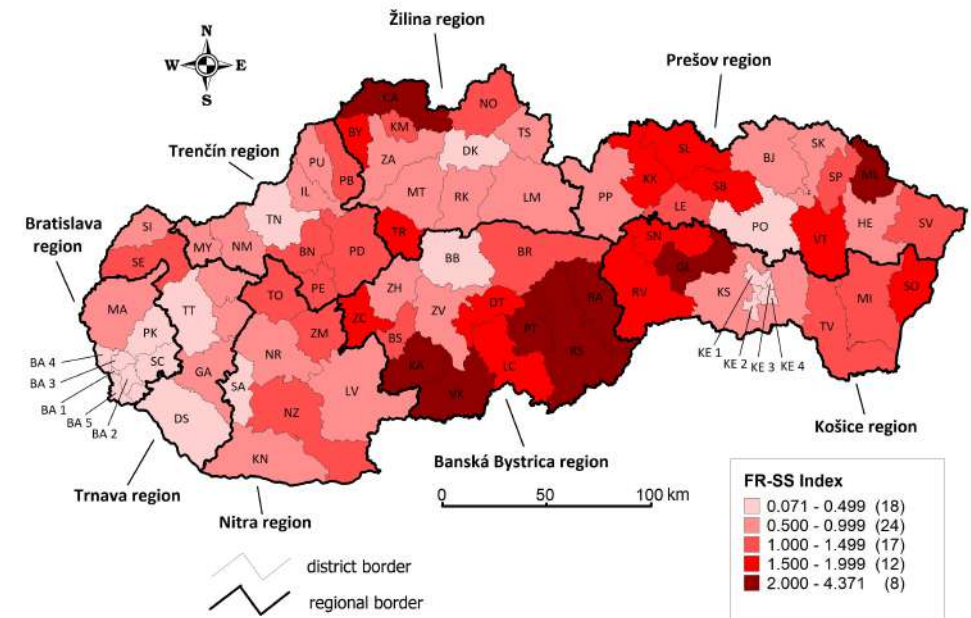 Žilina region
N
W E
S
Prešov region
CA
NO
BY
KM
TS
SL
SK
Trenčín region
PU
ZA
DK
BJ
SP
ML
IL
PB
MT
RK
LM
PP
KK
SB
LE
HE
SV
Bratislava
region
SI
TN
PO
VT
SE
MY
NM
BN
PD
TR
BB
BR
SN
GL
SO
MA
TT
PE
TO
ZH
RA
RV
KS
MI
PK
ZC
DT
TV
BA 4
SC
ZM
ZV
PT
BA 3
NR
BS
RS
KE 1
KE 2
KE 3
KE 4
BA 1
GA
SA
KA
LC
BA 5
BA 2
DS
NZ
LV
VK
Košice region
KN
Banská Bystrica region
Trnava region
Nitra region
0 50 100 km
FR-SS Index
0.071 - 0.499 (18)
0.500 - 0.999 (24)
1.000 - 1.499 (17)
1.500 - 1.999 (12)
2.000 - 4.371 (8)
district border
regional border